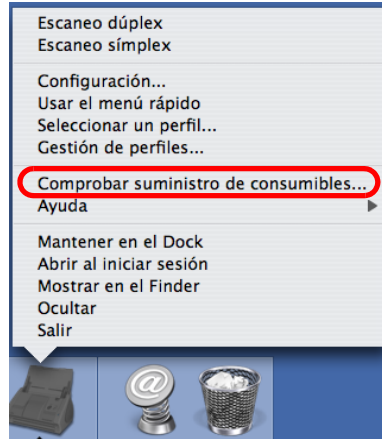 Escaneo dúplex
Escaneo símplex
Configuración...
Usar el menú rápido
Seleccionar un perfil...
Gestión de perfiles...
Comprobar suministro de consumibles...
Ayuda
Mantener en el Dock
Abrir al iniciar sesión
Mostrar en el Finder
Ocultar
Salir
@